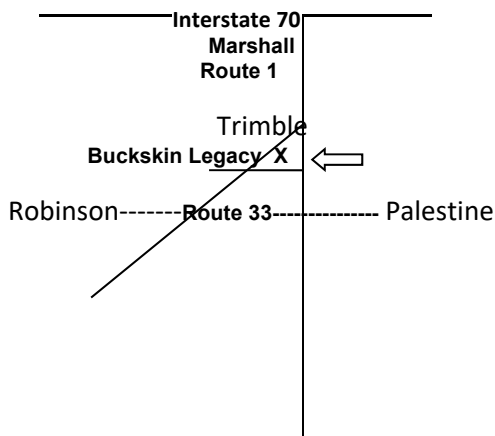 Interstate 70
Marshall
Route 1
Trimble
Buckskin Legacy X
Robinson------Route 33------------- Palestine